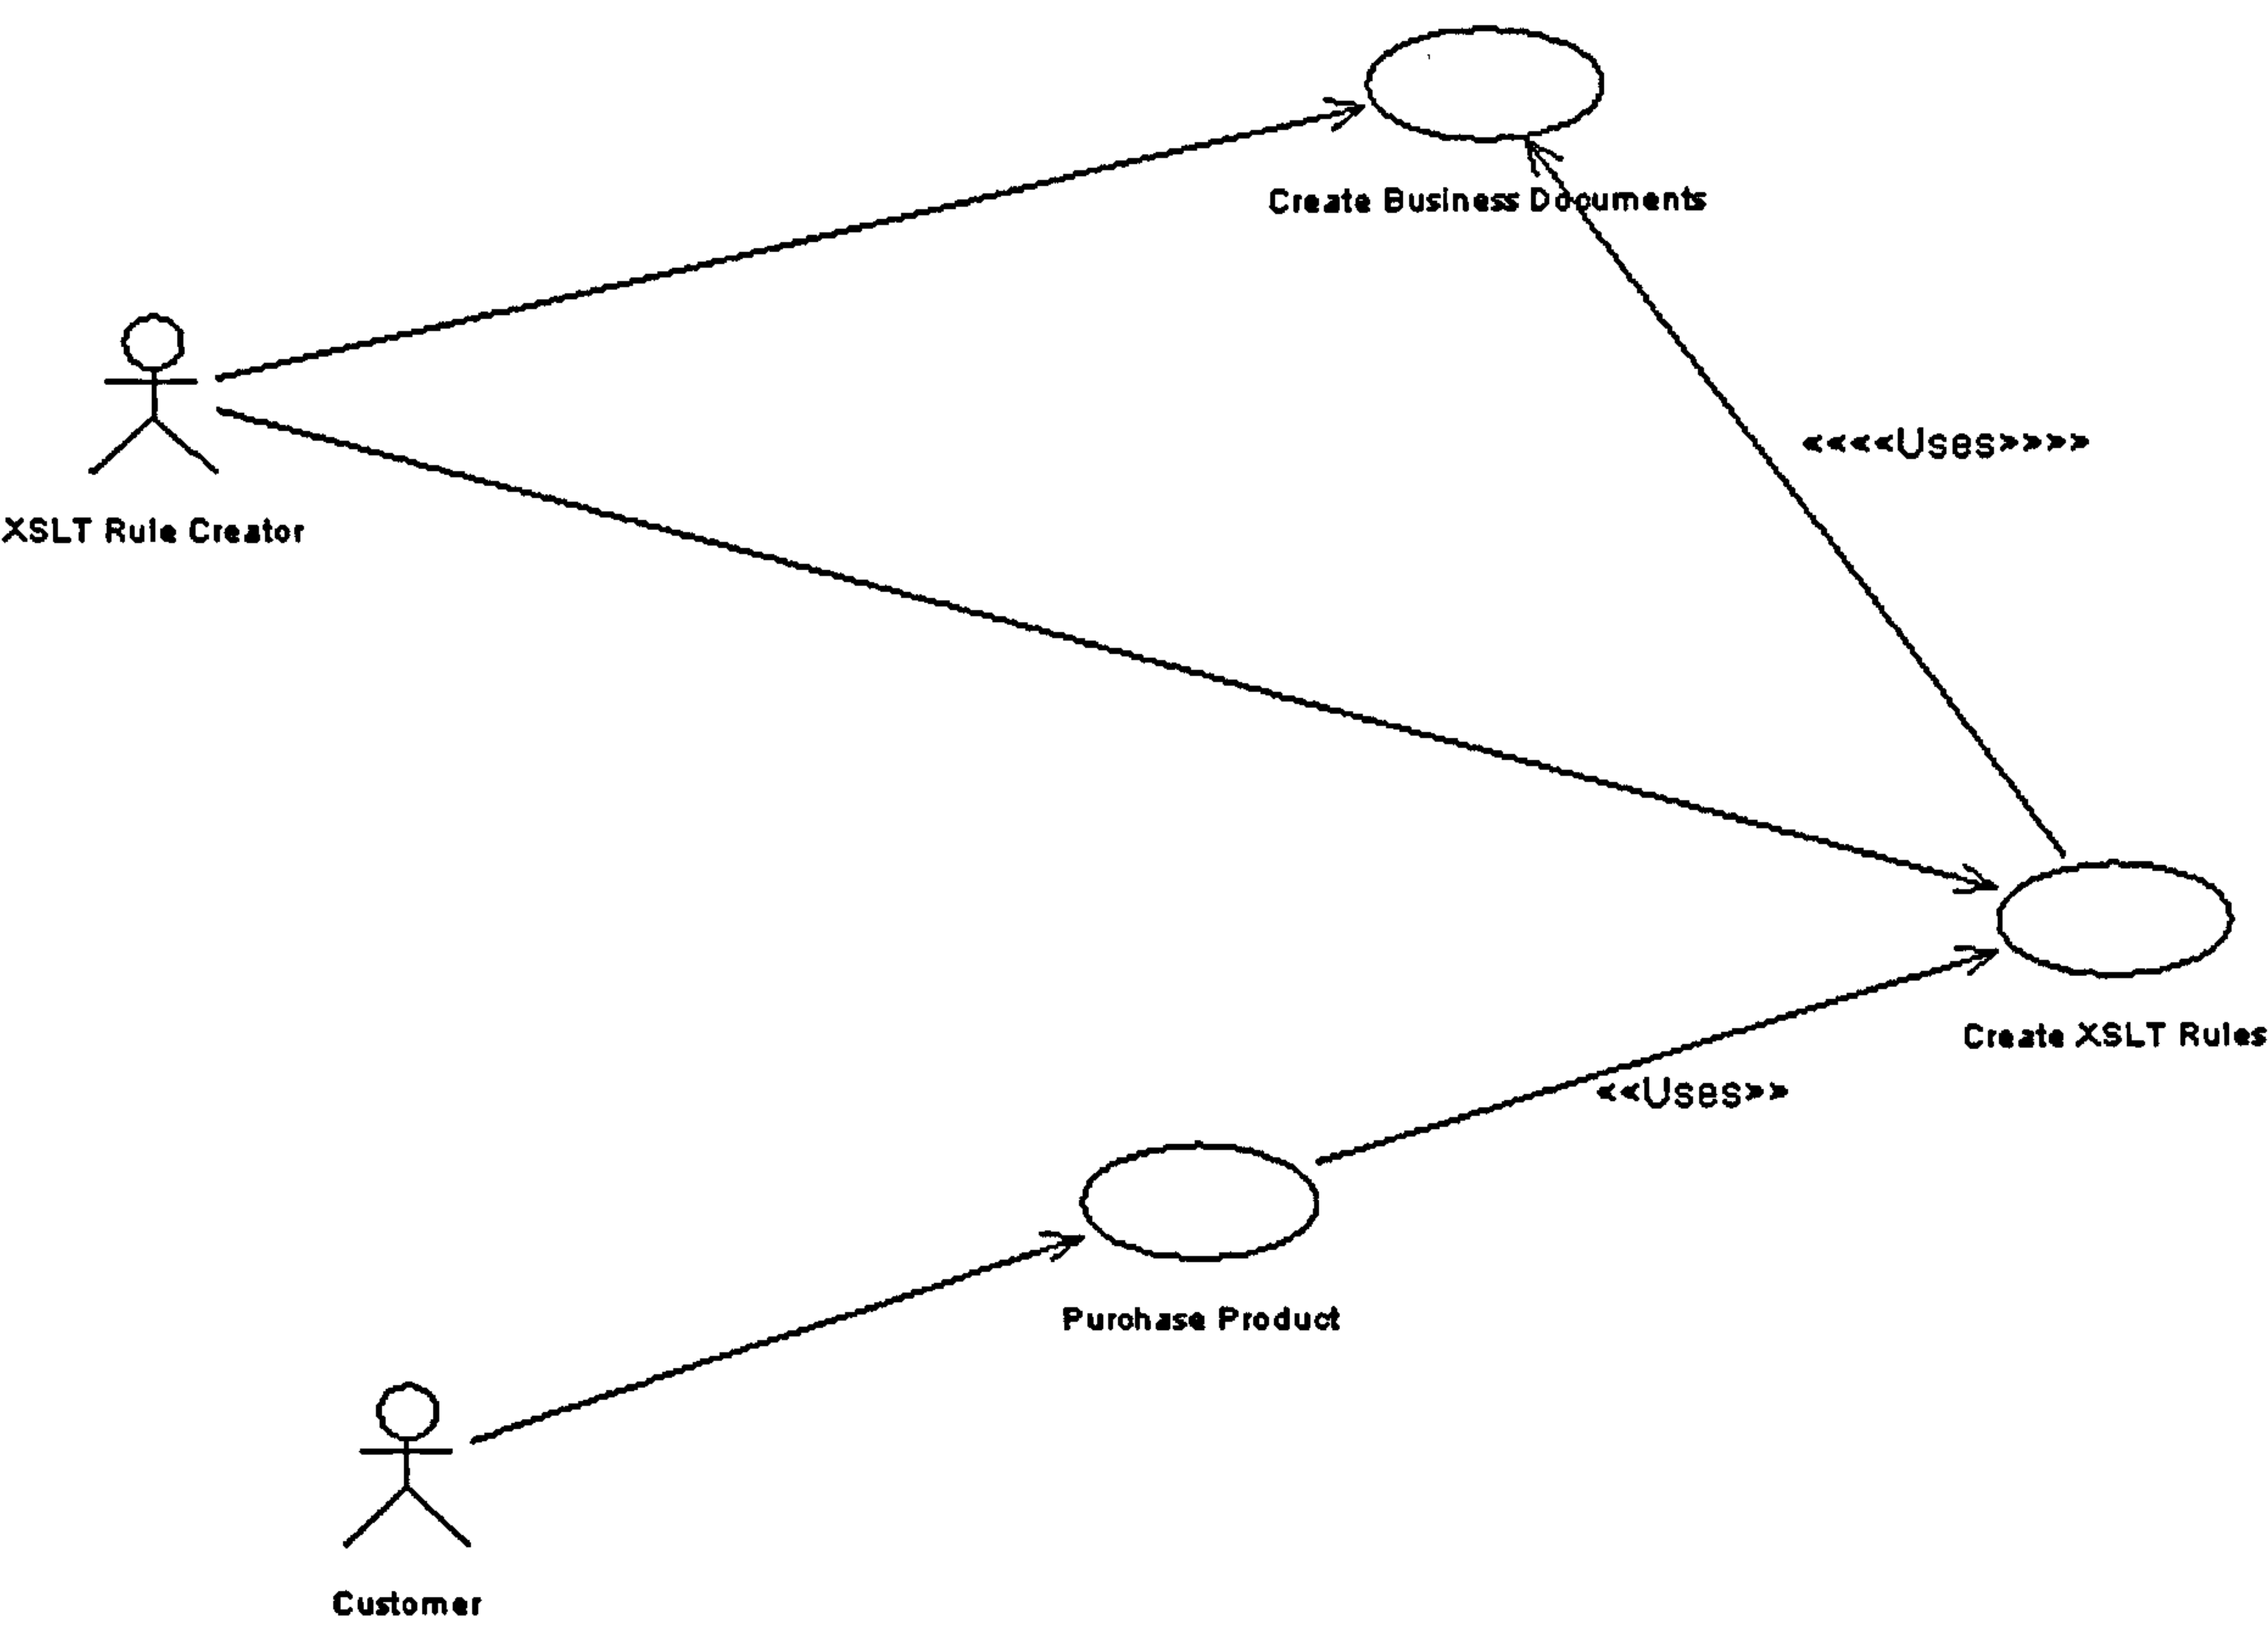 Create Business Documents
<<<<Uses>>>>
XSLT Rule Creator
Create XSLT Rules
<<Uses>>
Purchase Product
Customer